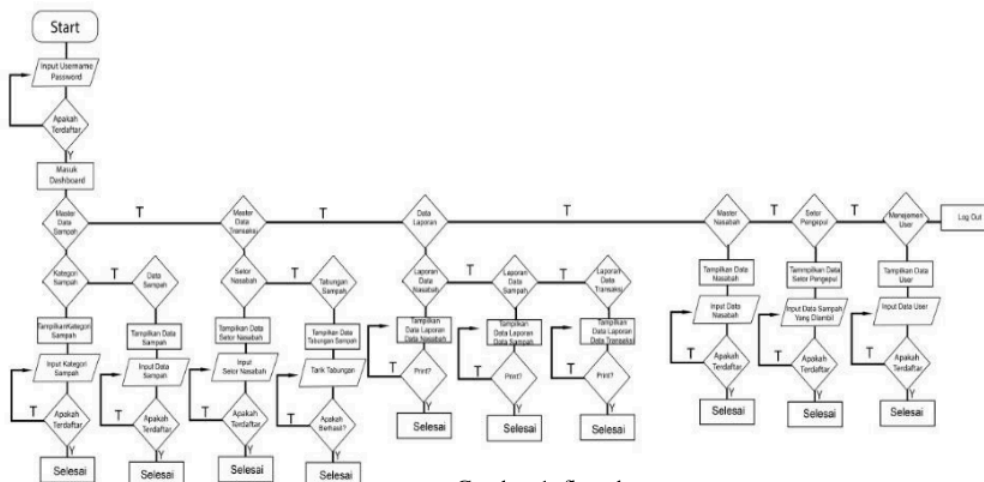 Start
Input Username
Password
Apakah
Terdaftar
Y
Masuk
Dashboard
Master
Data
Sampah
T
Master
Data
Transaksi
T
Data
Laporan
T
Master
Nasabah
T
Setor
Pengepul
T
Menejemen
User
Log Out
Kategori
Sampah
T
Data
Sampah
Setor
Nasabah
T
Tabungan
Sampah
Laporan
Data
Nasabah
T
Laporan
Data
Sampah
T
Laporan
Data
Transaksi
Tampilkan Data
Nasabah
Tammpilkan Data
Setor Pengepul
Tampilkan Data
User
Tampilkan Kategori
Sampah
Tampilkan Data
Sampah
Tampilkan Data
Setor Nasabah
Tampilkan Data
Tabungan Sampah
Tampilkan
Data Laporan
Data Nasabah
Tampilkan
Data Laporan
Data Sampah
Tampilkan
Data Laporan
Data Transaksi
Input Data
Nasabah
Input Data Sampah
Yang Diambil
Input Data User
Input Kategori
Sampah
Input Data
Sampah
Input
Setor Nasabah
Tarik Tabungan
T
Print?
Y
T
Print?
Y
T
Print?
Y
T
Apakah
Terdaftar
Y
T
Apakah
Terdaftar
Y
T
Apakah
Terdaftar
Y
T
Apakah
Terdaftar
Y
T
Apakah
Terdaftar
Y
T
Apakah
Terdaftar
Y
T
Apakah
Berhasil?
Y
Selesai
Selesai
Selesai
Selesai
Selesai
Selesai
Selesai
Selesai
Selesai
Selesai